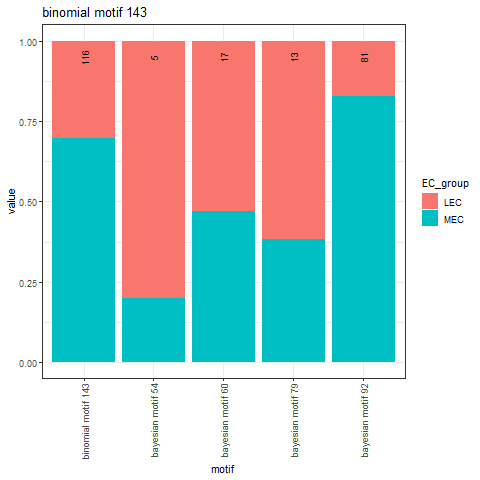 binomial motif 143
1.00
0.75
0.50
0.25
0.00
value
116
5
17
13
81
binomial motif 143
bayesian motif 54
bayesian motif 60
bayesian motif 79
bayesian motif 92
motif
EC_group
LEC
MEC